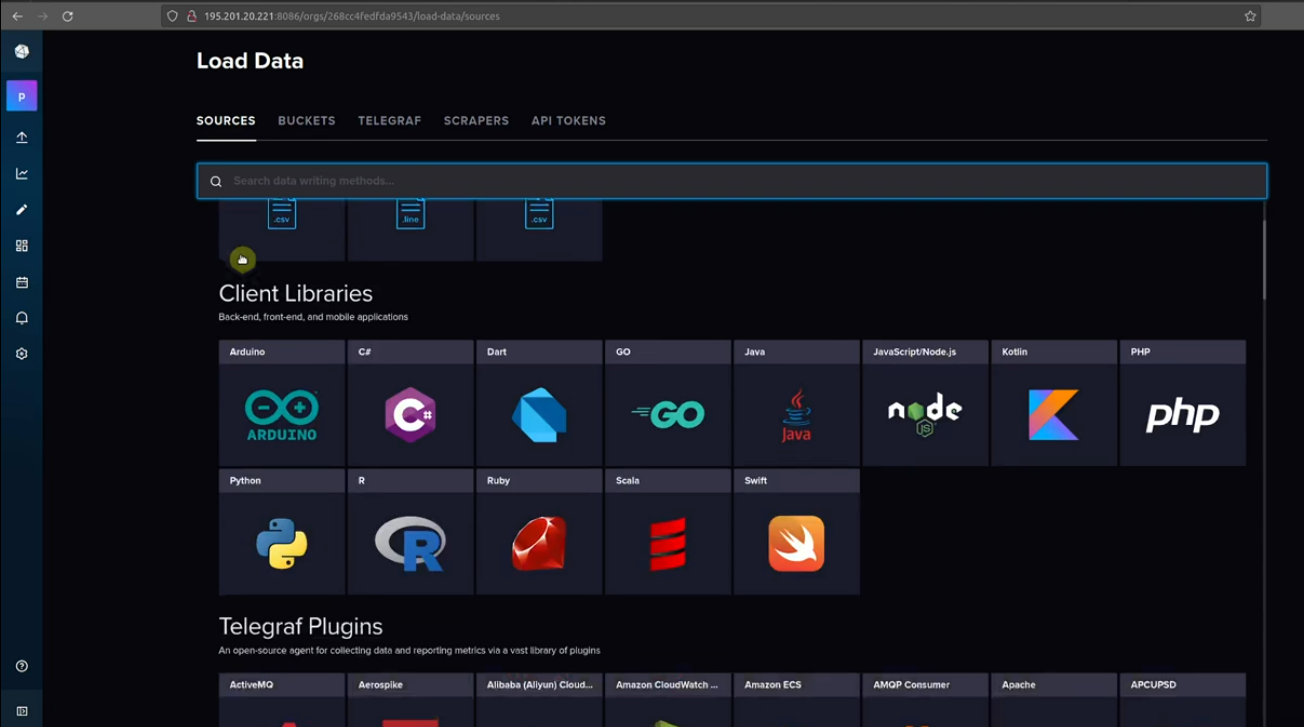 195.201.20.221:8086/orgs/268cc4fedfda9543/load-data/sources
P
Load Data
SOURCES BUCKETS TELEGRAF SCRAPERS API TOKENS
Search data writing methods...
.csv .line .csv
Client Libraries
Back-end, front-end, and mobile applications
Arduino C# Dart GO Java JavaScript/Node.js Kotlin PHP
ARDUINO C# GO Java node JS php
Python R Ruby Scala Swift
R
Telegraf Plugins
An open-source agent for collecting data and reporting metrics via a vast library of plugins
ActiveMQ Aerospike Alibaba (Aliyun) Cloud... Amazon CloudWatch ... Amazon ECS AMQP Consumer Apache APCUPSD